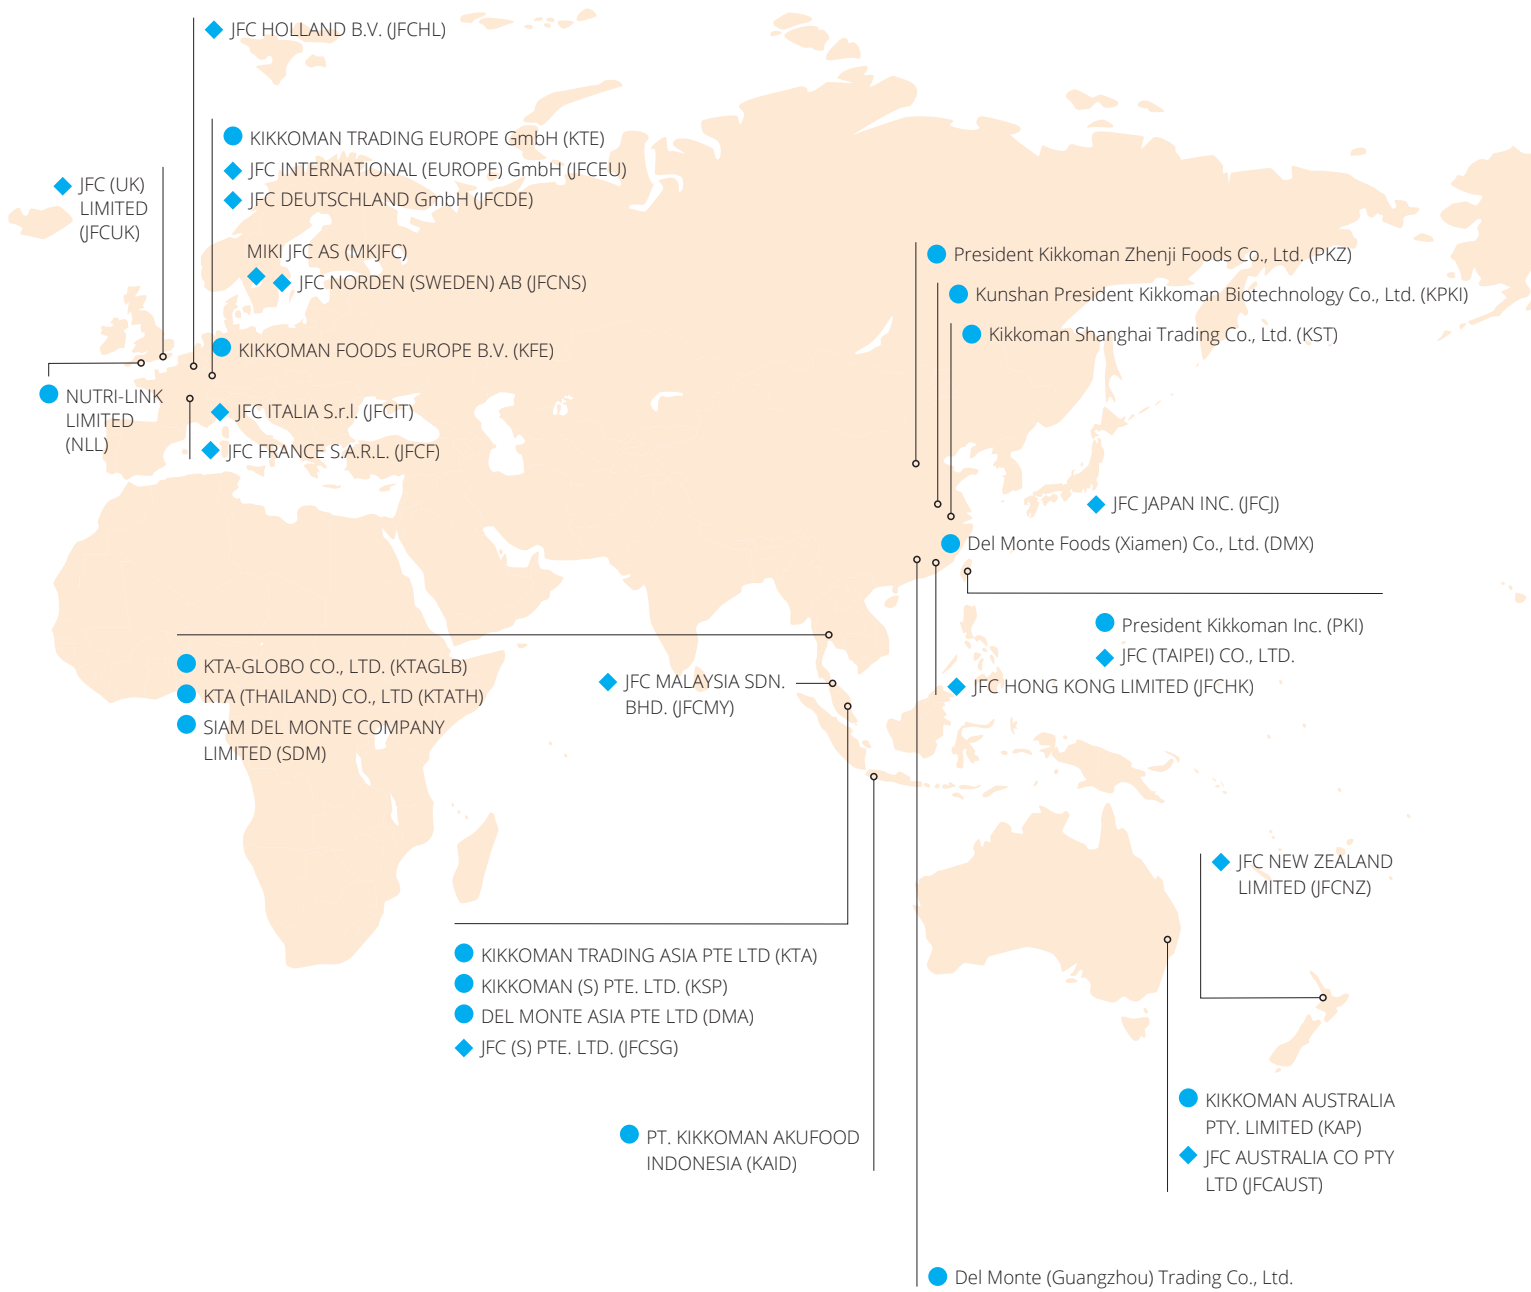 JFC HOLLAND B.V. (JFCHL)
KIKKOMAN TRADING EUROPE GmbH (KTE)
JFC INTERNATIONAL (EUROPE) GmbH (JFCEU)
JFC DEUTSCHLAND GmbH (JFCDE)
JFC (UK)
LIMITED
(JFCUK)
MIKI JFC AS (MKJFC)
JFC NORDEN (SWEDEN) AB (JFCNS)
KIKKOMAN FOODS EUROPE B.V. (KFE)
NUTRI-LINK
LIMITED
(NLL)
JFC ITALIA S.r.l. (JFCIT)
JFC FRANCE S.A.R.L. (JFCF)
President Kikkoman Zhenji Foods Co., Ltd. (PKZ)
Kunshan President Kikkoman Biotechnology Co., Ltd. (KPKI)
Kikkoman Shanghai Trading Co., Ltd. (KST)
JFC JAPAN INC. (JFCJ)
Del Monte Foods (Xiamen) Co., Ltd. (DMX)
President Kikkoman Inc. (PKI)
JFC (TAIPEI) CO., LTD.
JFC HONG KONG LIMITED (JFCHK)
KTA-GLOBO CO., LTD. (KTAGLB)
KTA (THAILAND) CO., LTD (KTATH)
SIAM DEL MONTE COMPANY
LIMITED (SDM)
JFC MALAYSIA SDN.
BHD. (JFCMY)
JFC NEW ZEALAND
LIMITED (JFCNZ)
KIKKOMAN TRADING ASIA PTE LTD (KTA)
KIKKOMAN (S) PTE. LTD. (KSP)
DEL MONTE ASIA PTE LTD (DMA)
JFC (S) PTE. LTD. (JFCSG)
PT. KIKKOMAN AKUFOOD
INDONESIA (KAID)
KIKKOMAN AUSTRALIA
PTY. LIMITED (KAP)
JFC AUSTRALIA CO PTY
LTD (JFCAUST)
Del Monte (Guangzhou) Trading Co., Ltd.